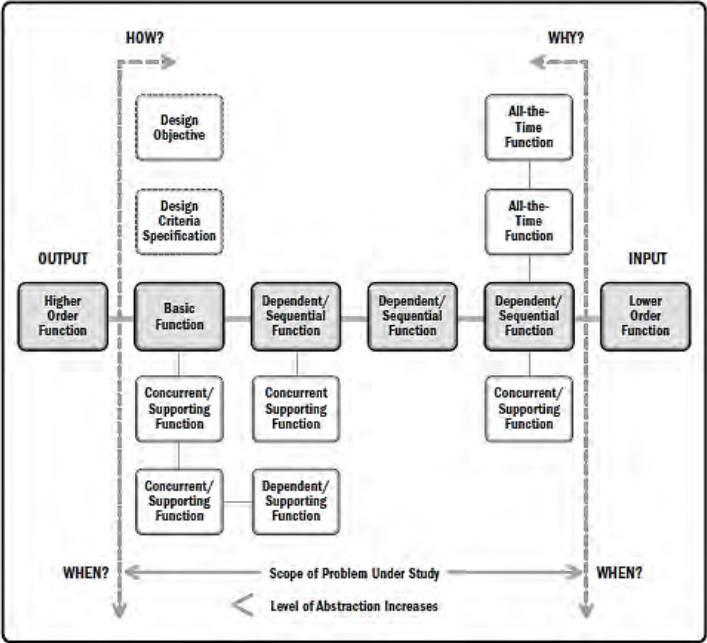 HOW?
WHY?
Design
Objective
All-the-
Time
Function
Design
Criteria
Specification
All-the-
Time
Function
OUTPUT
INPUT
Higher
Order
Function
Basic
Function
Dependent/
Sequential
Function
Dependent/
Sequential
Function
Dependent/
Sequential
Function
Lower
Order
Function
Concurrent/
Supporting
Function
Concurrent
Supporting
Function
Concurrent/
Supporting
Function
Concurrent/
Supporting
Function
Dependent/
Supporting
Function
WHEN?
Scope of Problem Under Study
WHEN?
Level of Abstraction Increases